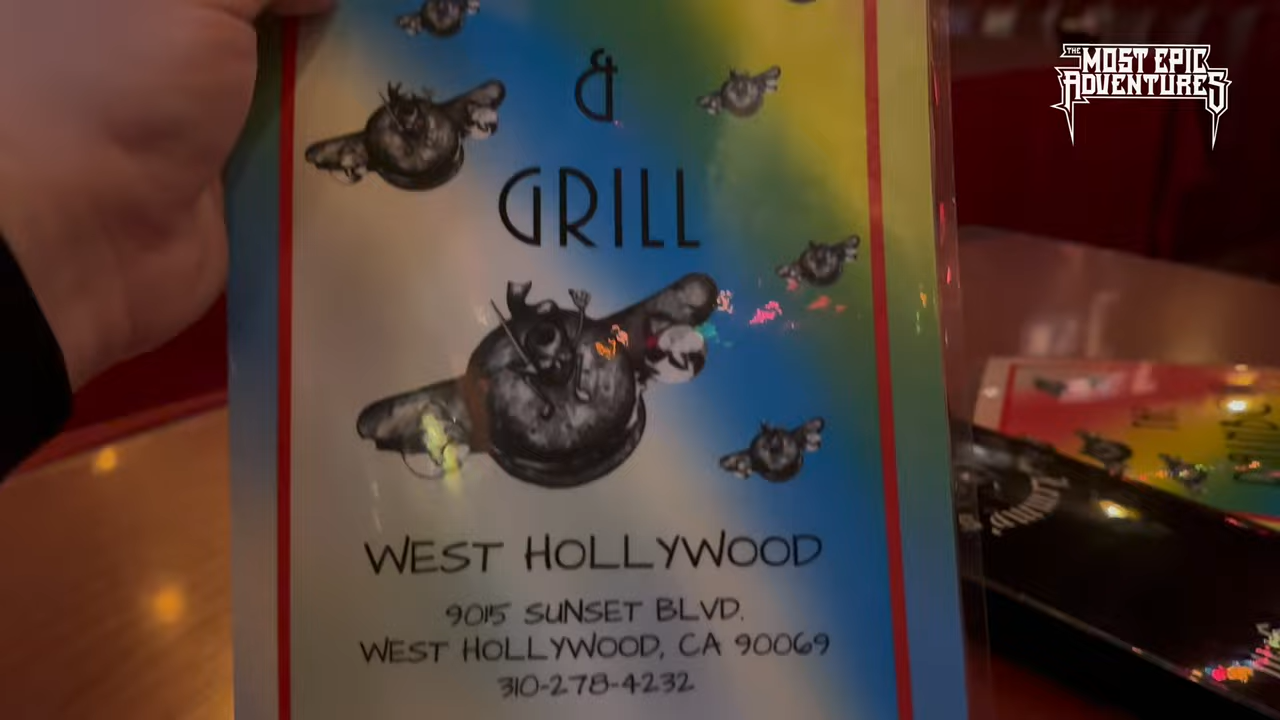 THE
MOST EPIC
ADVENTURES
&
GRILL
WEST HOLLYWOOD
9015 SUNSET BLVD.
WEST HOLLYWOOD, CA 90069
310-278-4232